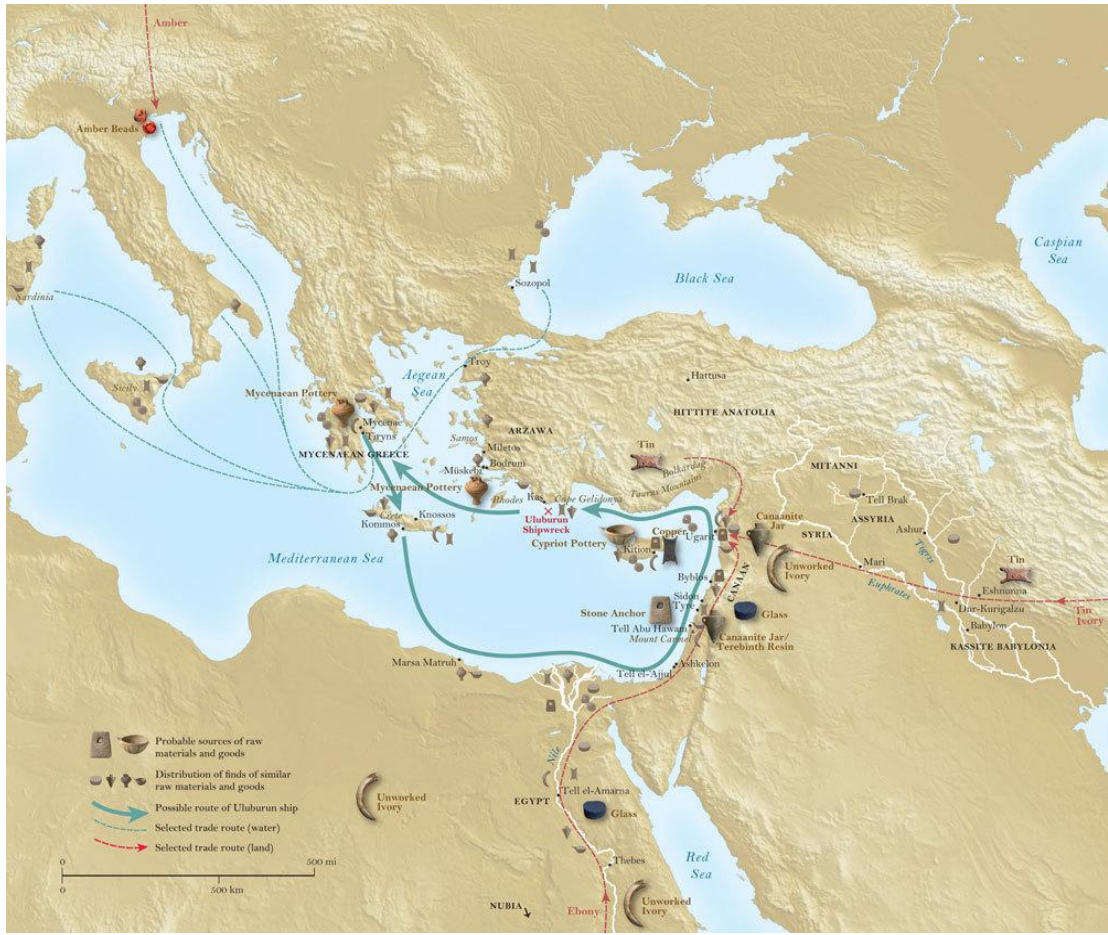 Amber
Amber Beads
Caspian
Sea
Black Sea
Sozopol
Sardinia
Troy
Aegean
Sea
Hattusa
Sicily
Mycenaean Pottery
HITTITE ANATOLIA
Mycenae
Tiryns
ARZAWA
Samos
MYCENAEAN GREECE
Miletos
Tin
Bolkardag
Taurus Mountains
MITANNI
Müskebi
Bodrum
Mycenaean Pottery
Tell Brak
Rhodes
Kas
Cape Gelidonya
Crete
Knossos
Kommos
Uluburun
Shipwreck
Canaanite
Jar
ASSYRIA
Ashur
Copper
Ugarit
Cypriot Pottery
Kition
SYRIA
Tigris
Mediterranean Sea
Unworked
Ivory
Mari
Tin
Byblos
CANAAN
Euphrates
Eshnunna
Sidon
Tyre
Dur-Kurigalzu
Tin
Ivory
Stone Anchor
Glass
Tell Abu Hawam
Babylon
Mount Carmel
Canaanite Jar/
Terebinth Resin
KASSITE BABYLONIA
Marsa Matruh
Ashkelon
Tell el-Ajjul
Probable sources of raw
materials and goods
Distribution of finds of similar
raw materials and goods
Possible route of Uluburun ship
Selected trade route (water)
Selected trade route (land)
Nile
Unworked
Ivory
Tell el-Amarna
EGYPT
Glass
0
500 mi
0
500 km
Thebes
Red
Sea
NUBIA
Ebony
Unworked
Ivory